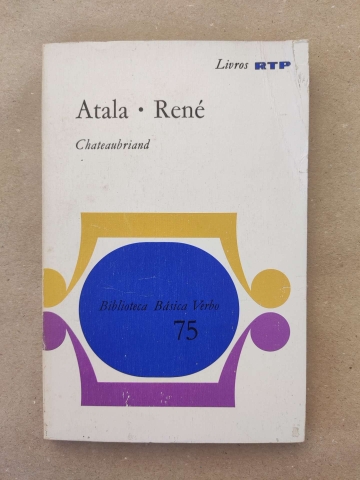 Livros RTP
Atala • René
Chateaubriand
Biblioteca Básica Verbo
75